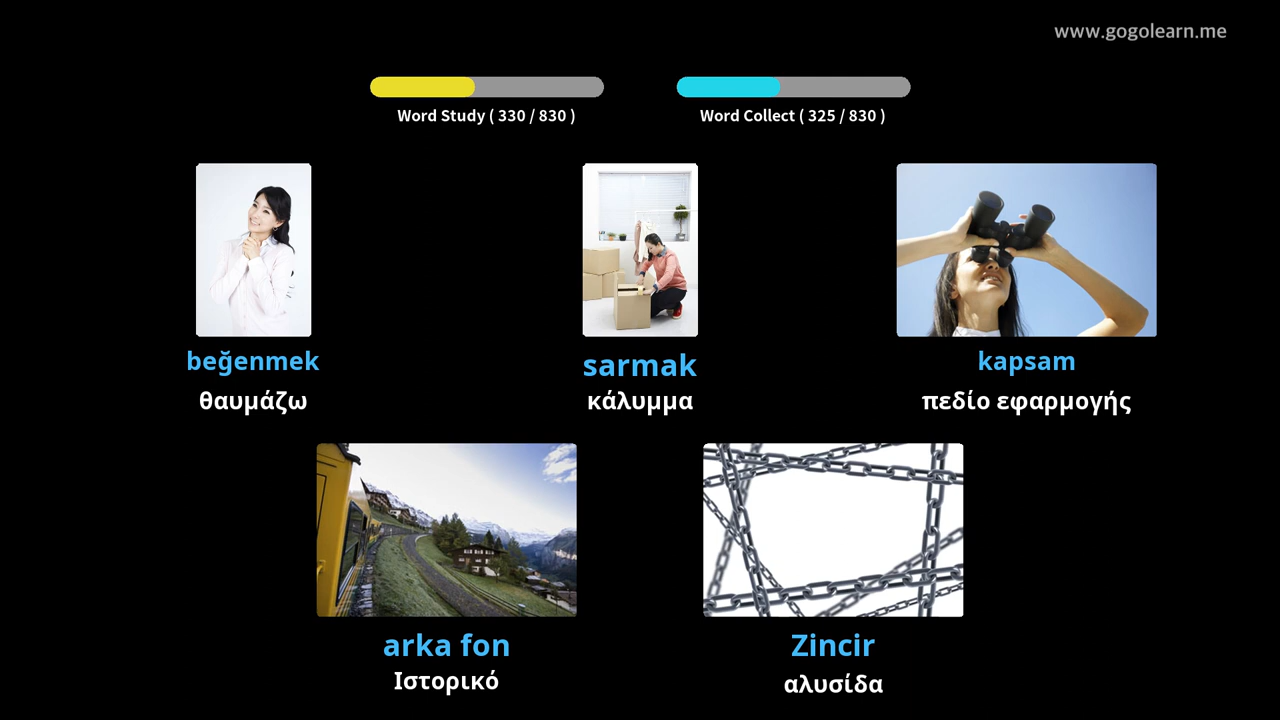 www.gogolearn.me
Word Study ( 330 / 830 )
Word Collect ( 325 / 830 )
beğenmek
θαυμάζω
sarmak
κάλυμμα
kapsam
πεδίο εφαρμογής
arka fon
Ιστορικό
Zincir
αλυσίδα